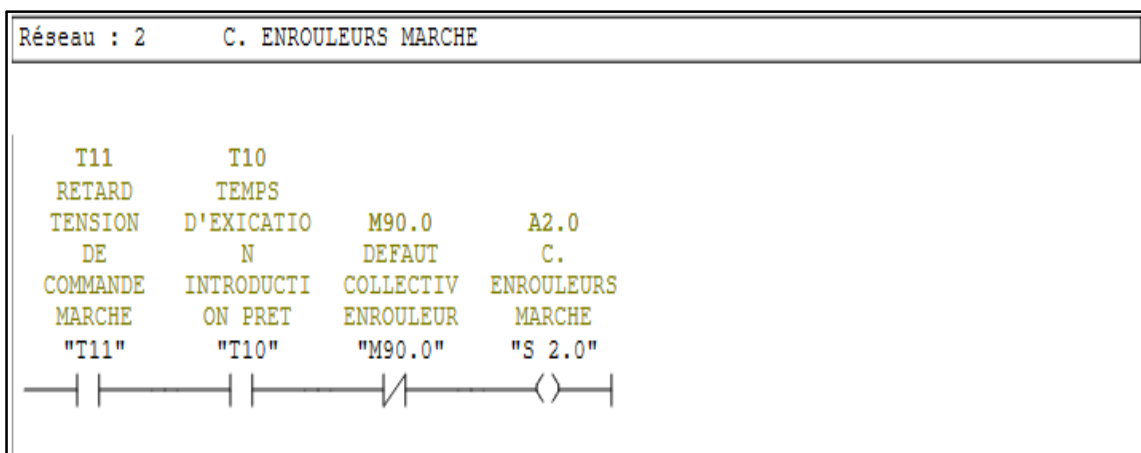 Réseau : 2 C. ENROULEURS MARCHE
T11 T10
RETARD TEMPS
TENSION D'EXICATIO M90.0 A2.0
DE N DEFAUT C.
COMMANDE INTRODUCTI COLLECTIV ENROULEURS
MARCHE ON PRET ENROULEUR MARCHE
"T11" "T10" "M90.0" "S 2.0"